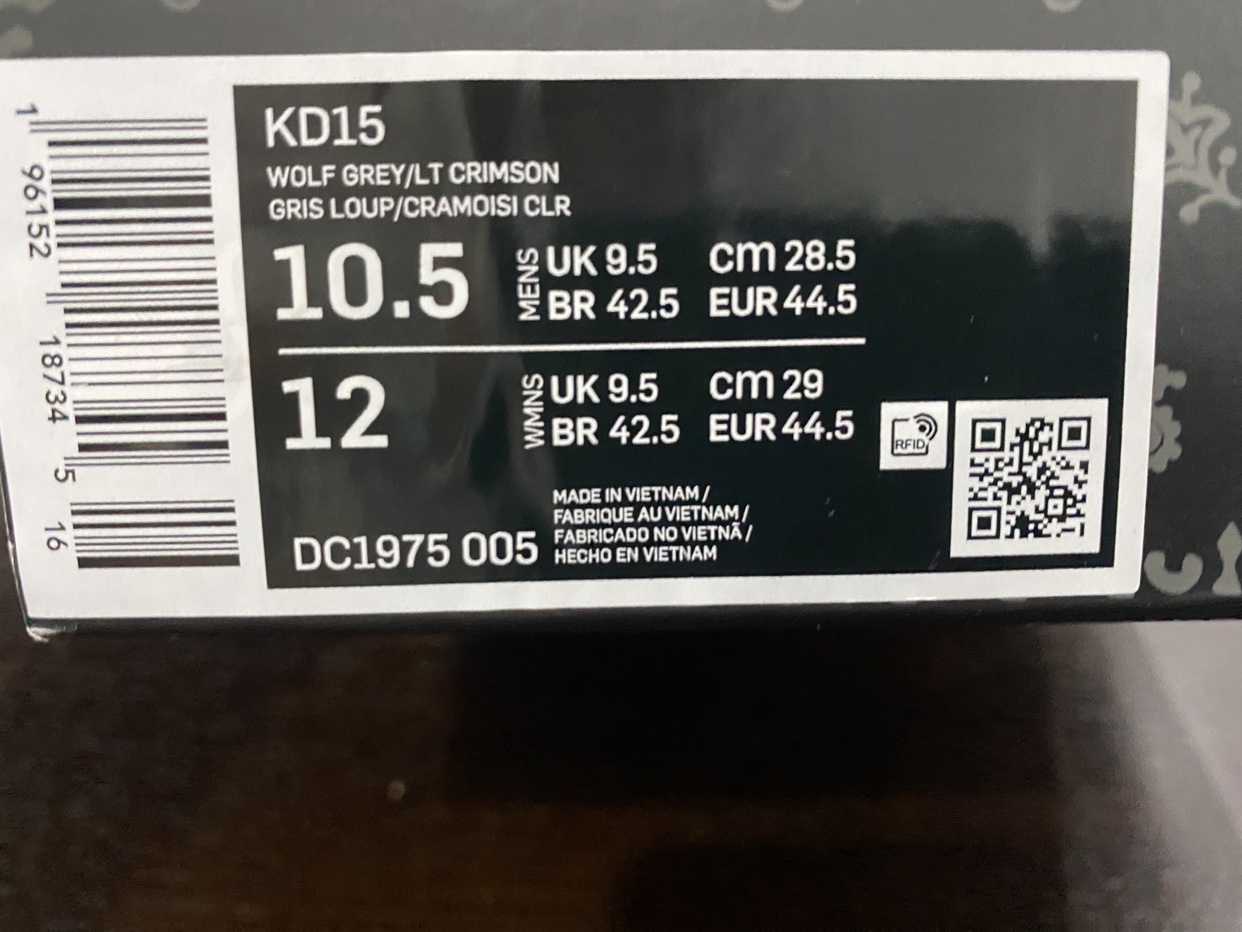 1 96152 18734 5 16
KD15
WOLF GREY/LT CRIMSON
GRIS LOUP/CRAMOISI CLR
10.5 MENS UK 9.5 cm 28.5
BR 42.5 EUR 44.5
12 WMNS UK 9.5 cm 29
BR 42.5 EUR 44.5
RFID
MADE IN VIETNAM /
FABRIQUE AU VIETNAM /
FABRICADO NO VIETNÃ /
HECHO EN VIETNAM
DC1975 005